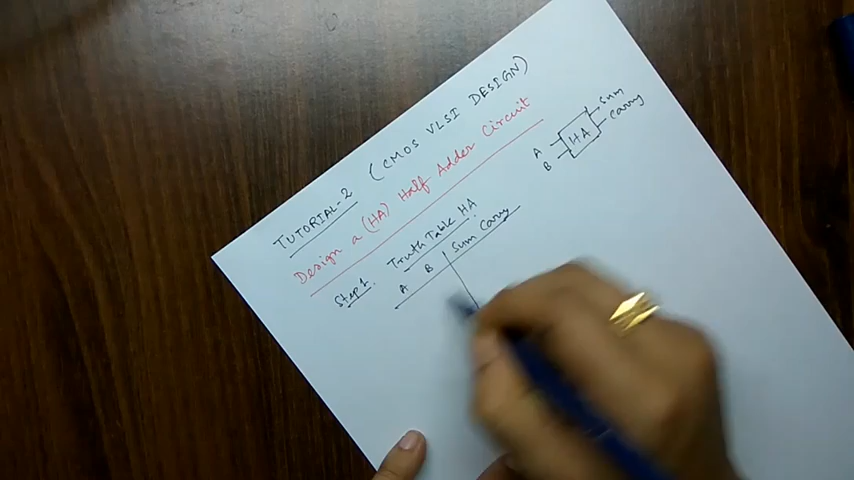 TUTORIAL-2 (CMOS VLSI DESIGN)
Design a (HA) Half Adder Circuit
A
B
HA
Sum
Carry
Step 1. Truth Table HA
A B Sum Carry